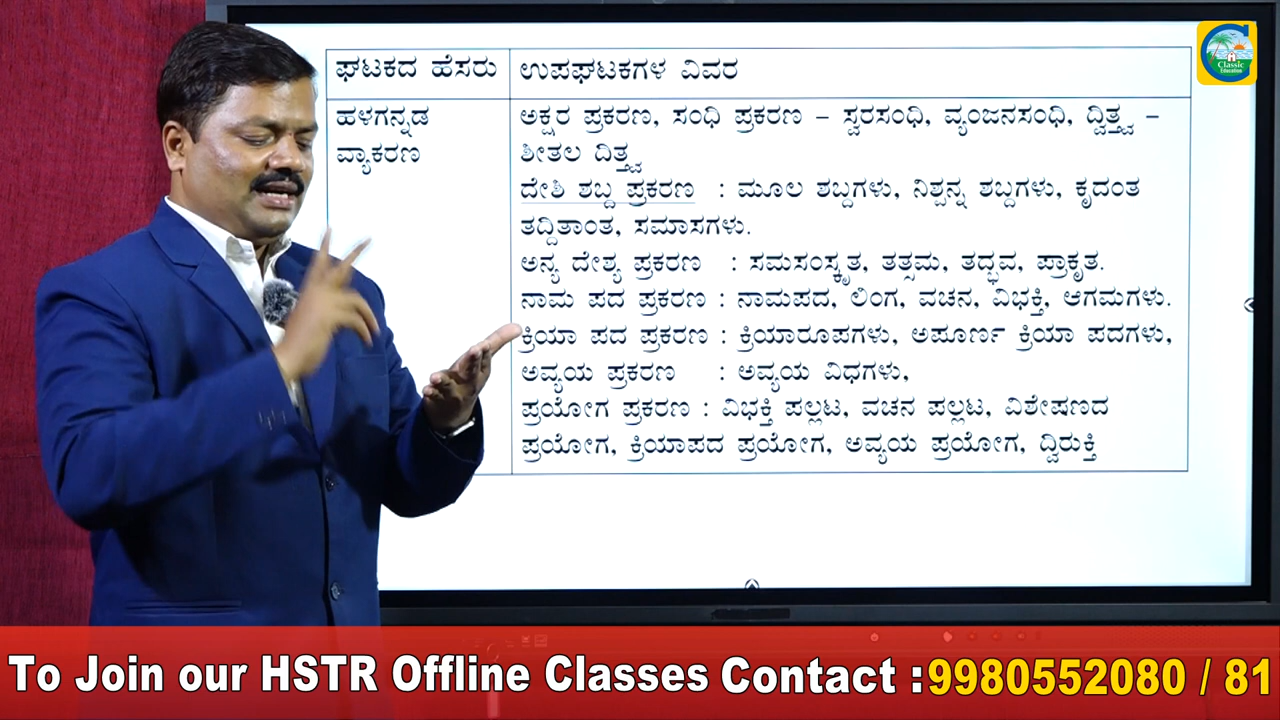 ಘಟಕದ ಹೆಸರು ಉಪಘಟಕಗಳ ವಿವರ
ಹಳಗನ್ನಡ ವ್ಯಾಕರಣ
ಅಕ್ಷರ ಪ್ರಕರಣ, ಸಂಧಿ ಪ್ರಕರಣ – ಸ್ವರಸಂಧಿ, ವ್ಯಂಜನಸಂಧಿ, ದ್ವಿತ್ತ್ವ –
ಶೀತಲ ದಿತ್ತ್ವ
ದೇಶಿ ಶಬ್ದ ಪ್ರಕರಣ : ಮೂಲ ಶಬ್ದಗಳು, ನಿಶ್ಪನ್ನ ಶಬ್ದಗಳು, ಕೃದಂತ
ತದ್ದಿತಾಂತ, ಸಮಾಸಗಳು.
ಅನ್ಯ ದೇಶ್ಯ ಪ್ರಕರಣ : ಸಮಸಂಸ್ಕೃತ, ತತ್ಸಮ, ತದ್ಭವ, ಪ್ರಾಕೃತ.
ನಾಮ ಪದ ಪ್ರಕರಣ : ನಾಮಪದ, ಲಿಂಗ, ವಚನ, ವಿಭಕ್ತಿ, ಆಗಮಗಳು.
ಕ್ರಿಯಾ ಪದ ಪ್ರಕರಣ : ಕ್ರಿಯಾರೂಪಗಳು, ಅಪೂರ್ಣ ಕ್ರಿಯಾ ಪದಗಳು,
ಅವ್ಯಯ ಪ್ರಕರಣ : ಅವ್ಯಯ ವಿಧಗಳು,
ಪ್ರಯೋಗ ಪ್ರಕರಣ : ವಿಭಕ್ತಿ ಪಲ್ಲಟ, ವಚನ ಪಲ್ಲಟ, ವಿಶೇಷಣದ
ಪ್ರಯೋಗ, ಕ್ರಿಯಾಪದ ಪ್ರಯೋಗ, ಅವ್ಯಯ ಪ್ರಯೋಗ, ದ್ವಿರುಕ್ತಿ
Classic
Education
To Join our HSTR Offline Classes Contact :9980552080 / 81